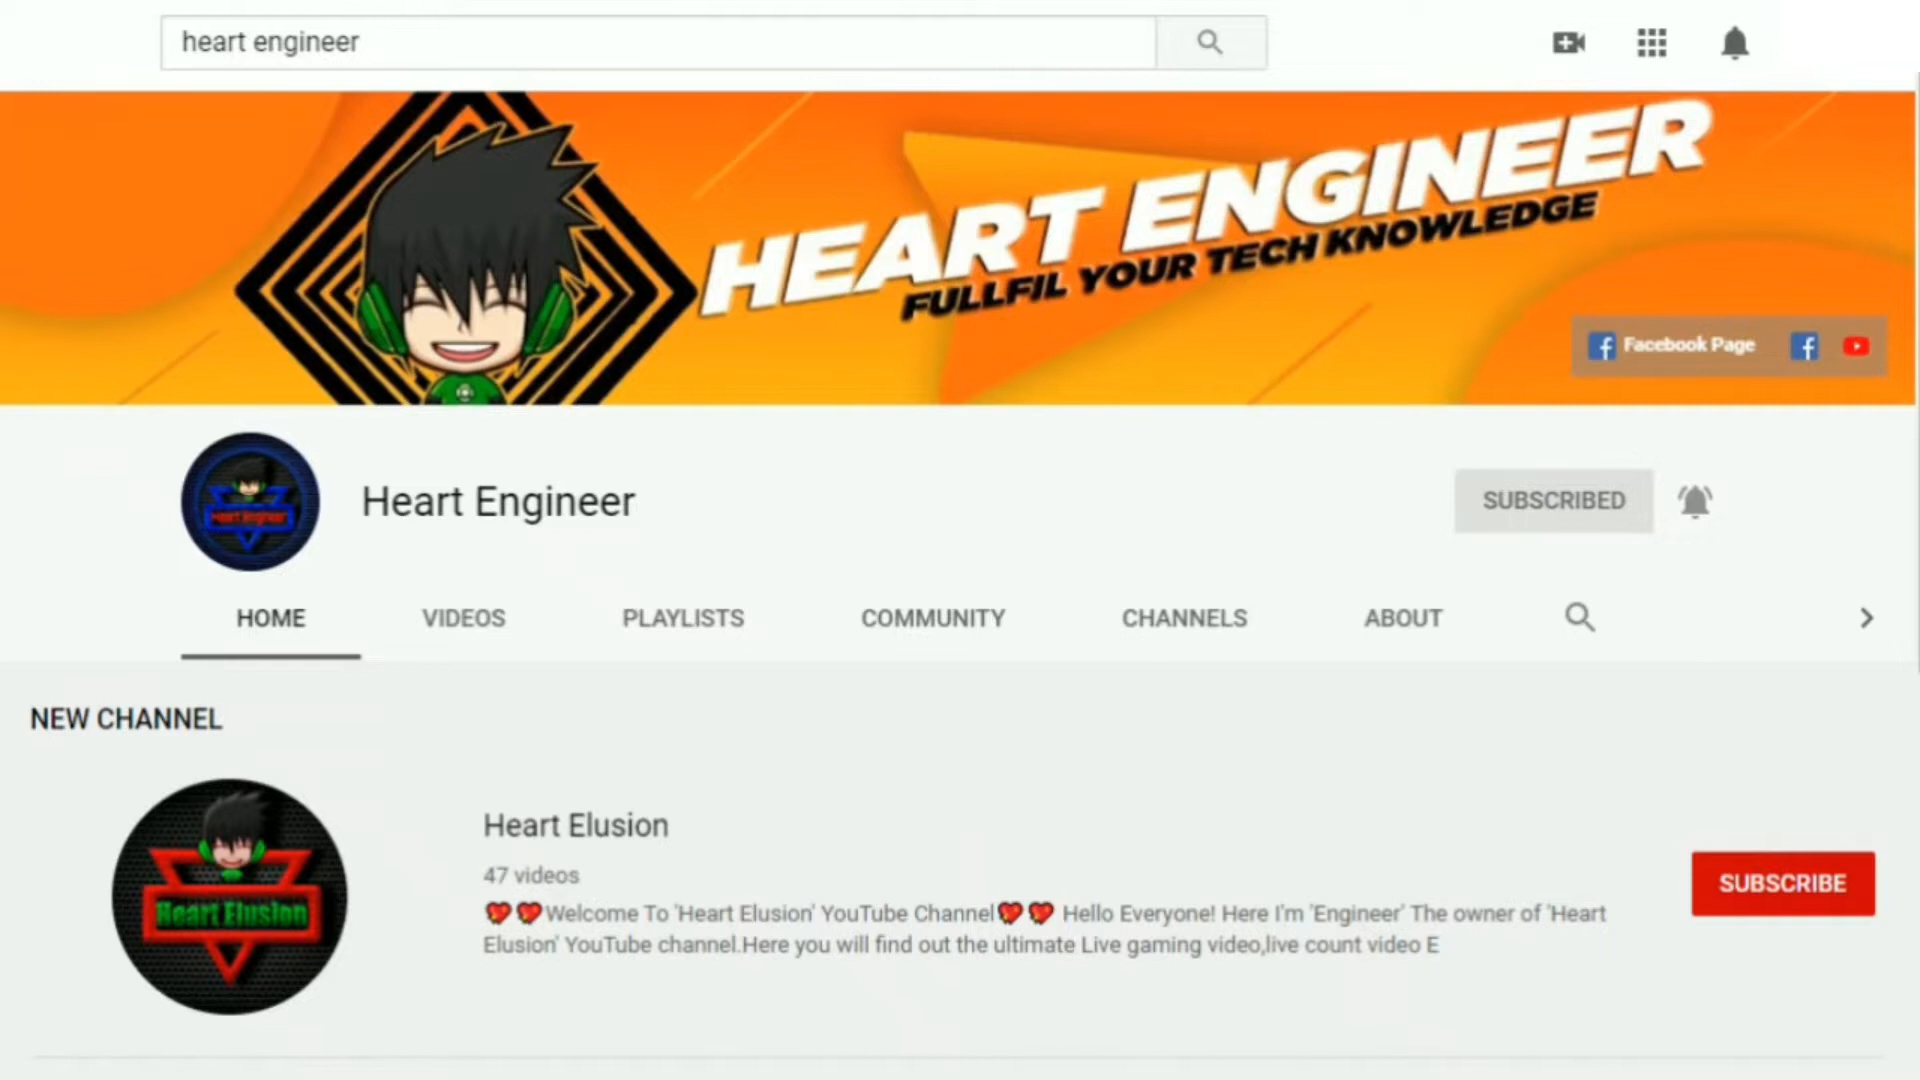 heart engineer
HEART ENGINEER
FULLFIL YOUR TECH KNOWLEDGE
Facebook Page
Heart Engineer
Heart Engineer
SUBSCRIBED
HOME VIDEOS PLAYLISTS COMMUNITY CHANNELS ABOUT
NEW CHANNEL
Heart Elusion
Heart Elusion
47 videos
💖💖Welcome To 'Heart Elusion' YouTube Channel💖💖 Hello Everyone! Here I'm 'Engineer' The owner of 'Heart
Elusion' YouTube channel.Here you will find out the ultimate Live gaming video,live count video E
SUBSCRIBE